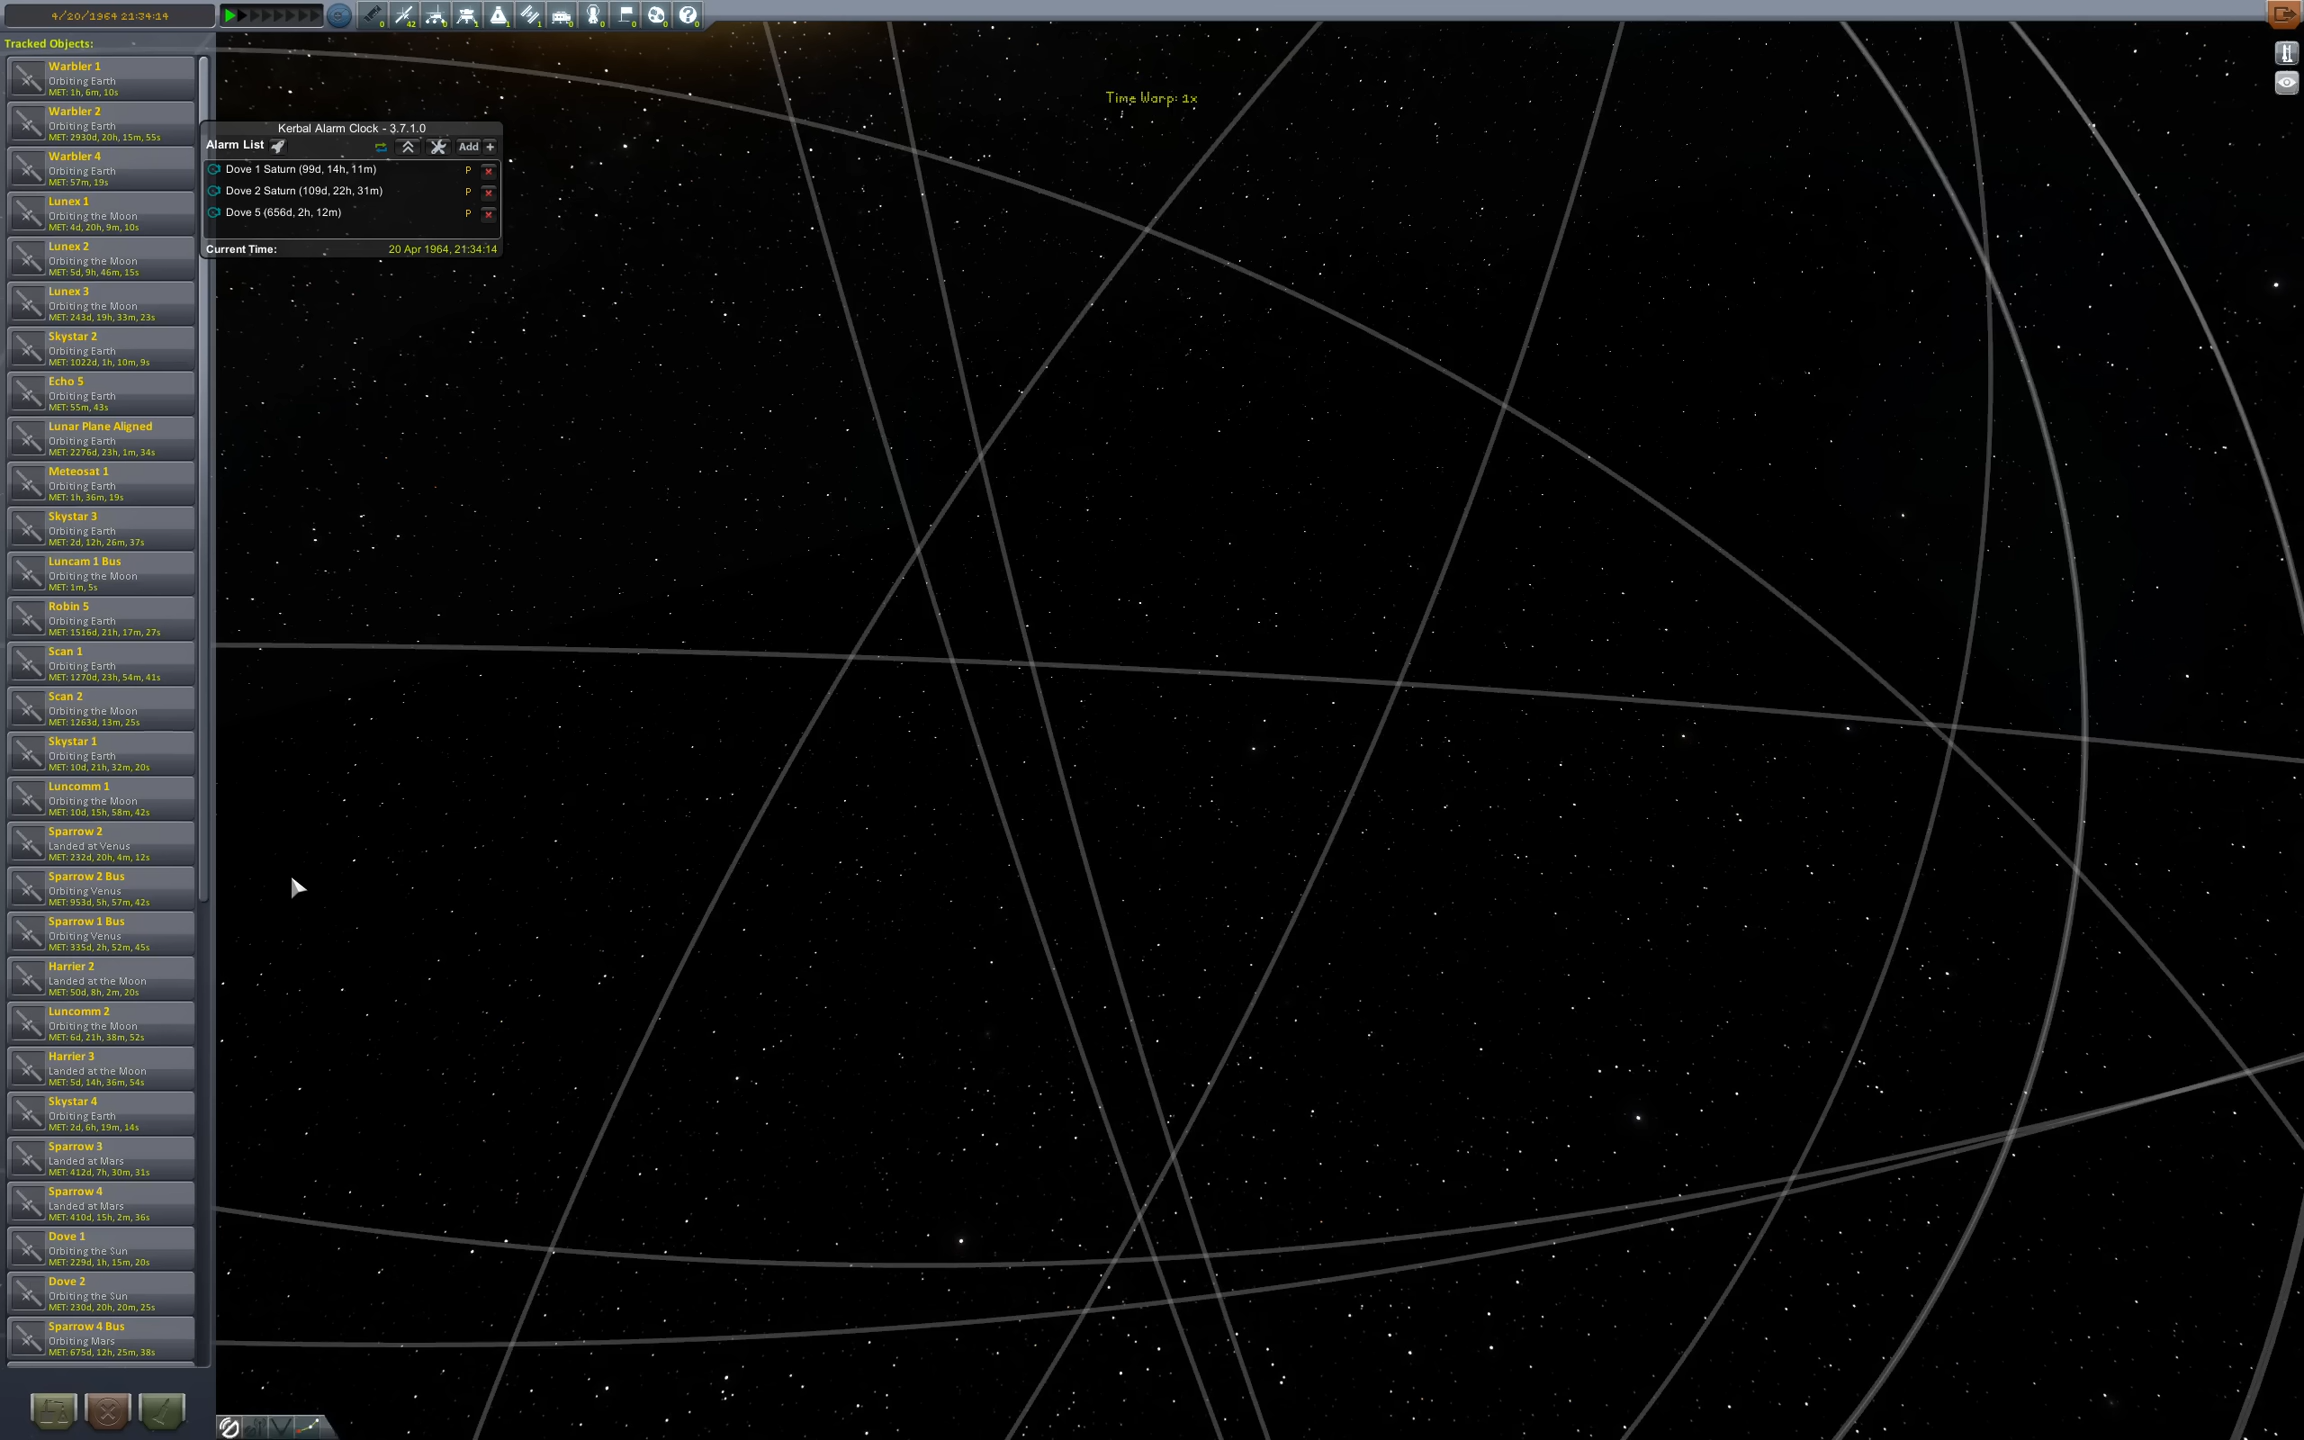 4/20/1964 21:34:14
0
42
0
1
1
1
0
0
0
0
0
Tracked Objects:
Time Warp: 1x
Warbler 1
Orbiting Earth
MET: 1h, 6m, 10s
Warbler 2
Orbiting Earth
MET: 2930d, 20h, 15m, 55s
Warbler 4
Orbiting Earth
MET: 57m, 19s
Lunex 1
Orbiting the Moon
MET: 4d, 20h, 9m, 10s
Lunex 2
Orbiting the Moon
MET: 5d, 9h, 46m, 15s
Lunex 3
Orbiting the Moon
MET: 243d, 19h, 33m, 23s
Skystar 2
Orbiting Earth
MET: 1022d, 1h, 10m, 9s
Echo 5
Orbiting Earth
MET: 55m, 43s
Lunar Plane Aligned
Orbiting Earth
MET: 2276d, 23h, 1m, 34s
Meteosat 1
Orbiting Earth
MET: 1h, 36m, 19s
Skystar 3
Orbiting Earth
MET: 2d, 12h, 26m, 37s
Luncam 1 Bus
Orbiting the Moon
MET: 1m, 5s
Robin 5
Orbiting Earth
MET: 1516d, 21h, 17m, 27s
Scan 1
Orbiting Earth
MET: 1270d, 23h, 54m, 41s
Scan 2
Orbiting the Moon
MET: 1263d, 13m, 25s
Skystar 1
Orbiting Earth
MET: 10d, 21h, 32m, 20s
Luncomm 1
Orbiting the Moon
MET: 10d, 15h, 58m, 42s
Sparrow 2
Landed at Venus
MET: 232d, 20h, 4m, 12s
Sparrow 2 Bus
Orbiting Venus
MET: 953d, 5h, 57m, 42s
Sparrow 1 Bus
Orbiting Venus
MET: 335d, 2h, 52m, 45s
Harrier 2
Landed at the Moon
MET: 50d, 8h, 2m, 20s
Luncomm 2
Orbiting the Moon
MET: 6d, 21h, 38m, 52s
Harrier 3
Landed at the Moon
MET: 5d, 14h, 36m, 54s
Skystar 4
Orbiting Earth
MET: 2d, 6h, 19m, 14s
Sparrow 3
Landed at Mars
MET: 412d, 7h, 30m, 31s
Sparrow 4
Landed at Mars
MET: 410d, 15h, 2m, 36s
Dove 1
Orbiting the Sun
MET: 229d, 1h, 15m, 20s
Dove 2
Orbiting the Sun
MET: 230d, 20h, 20m, 25s
Sparrow 4 Bus
Orbiting Mars
MET: 675d, 12h, 25m, 38s
Kerbal Alarm Clock - 3.7.1.0
Alarm List
Add +
Dove 1 Saturn (99d, 14h, 11m) P
Dove 2 Saturn (109d, 22h, 31m) P
Dove 5 (656d, 2h, 12m) P
Current Time: 20 Apr 1964, 21:34:14